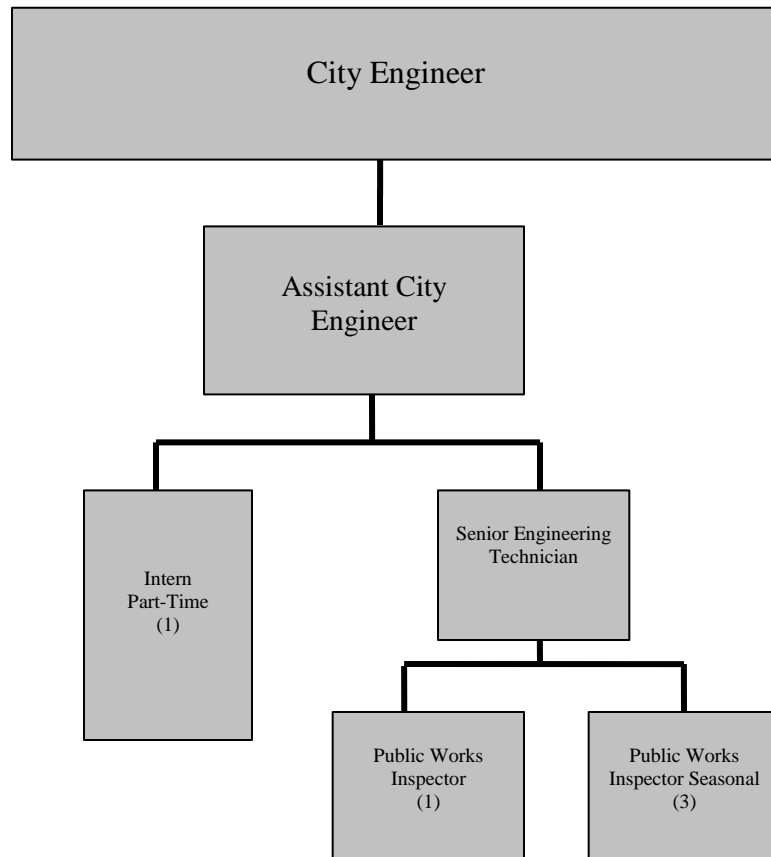 City Engineer
Assistant City
Engineer
Senior Engineering
Technician
Intern
Part-Time
(1)
Public Works
Inspector
(1)
Public Works
Inspector Seasonal
(3)